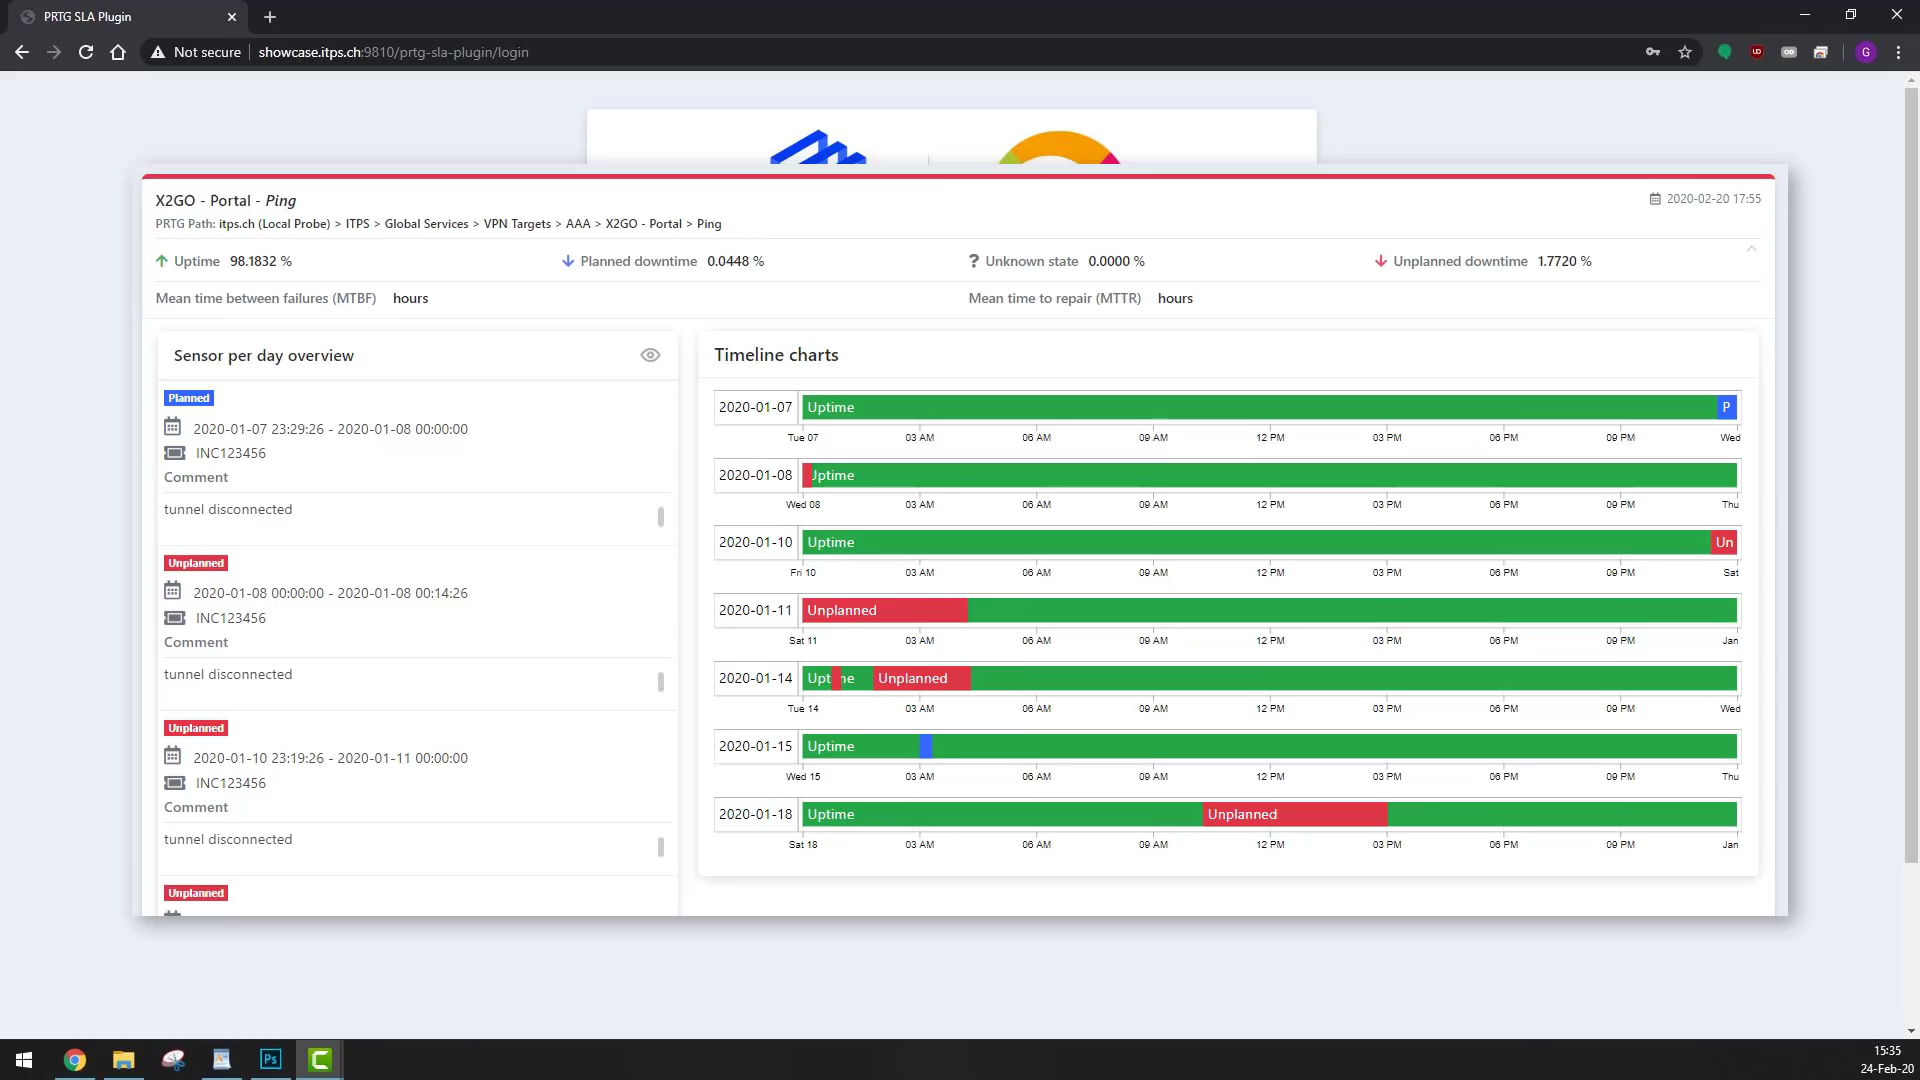 PRTG SLA Plugin
Not secure
showcase.itps.ch:9810/prtg-sla-plugin/login
UD
G
X2GO - Portal - Ping
2020-02-20 17:55
PRTG Path: itps.ch (Local Probe) > ITPS > Global Services > VPN Targets > AAA > X2GO - Portal > Ping
Uptime 98.1832 %
Planned downtime 0.0448 %
? Unknown state 0.0000 %
Unplanned downtime 1.7720 %
Mean time between failures (MTBF) hours
Mean time to repair (MTTR) hours
Sensor per day overview
Planned
2020-01-07 23:29:26 - 2020-01-08 00:00:00
INC123456
Comment
tunnel disconnected
Unplanned
2020-01-08 00:00:00 - 2020-01-08 00:14:26
INC123456
Comment
tunnel disconnected
Unplanned
2020-01-10 23:19:26 - 2020-01-11 00:00:00
INC123456
Comment
tunnel disconnected
Unplanned
Timeline charts
2020-01-07 Uptime P
Tue 07 03 AM 06 AM 09 AM 12 PM 03 PM 06 PM 09 PM Wed
2020-01-08 Uptime
Wed 08 03 AM 06 AM 09 AM 12 PM 03 PM 06 PM 09 PM Thu
2020-01-10 Uptime Un
Fri 10 03 AM 06 AM 09 AM 12 PM 03 PM 06 PM 09 PM Sat
2020-01-11 Unplanned
Sat 11 03 AM 06 AM 09 AM 12 PM 03 PM 06 PM 09 PM Jan
2020-01-14 Uptime Unplanned
Tue 14 03 AM 06 AM 09 AM 12 PM 03 PM 06 PM 09 PM Wed
2020-01-15 Uptime
Wed 15 03 AM 06 AM 09 AM 12 PM 03 PM 06 PM 09 PM Thu
2020-01-18 Uptime Unplanned
Sat 18 03 AM 06 AM 09 AM 12 PM 03 PM 06 PM 09 PM Jan
Ps
15:35
24-Feb-20